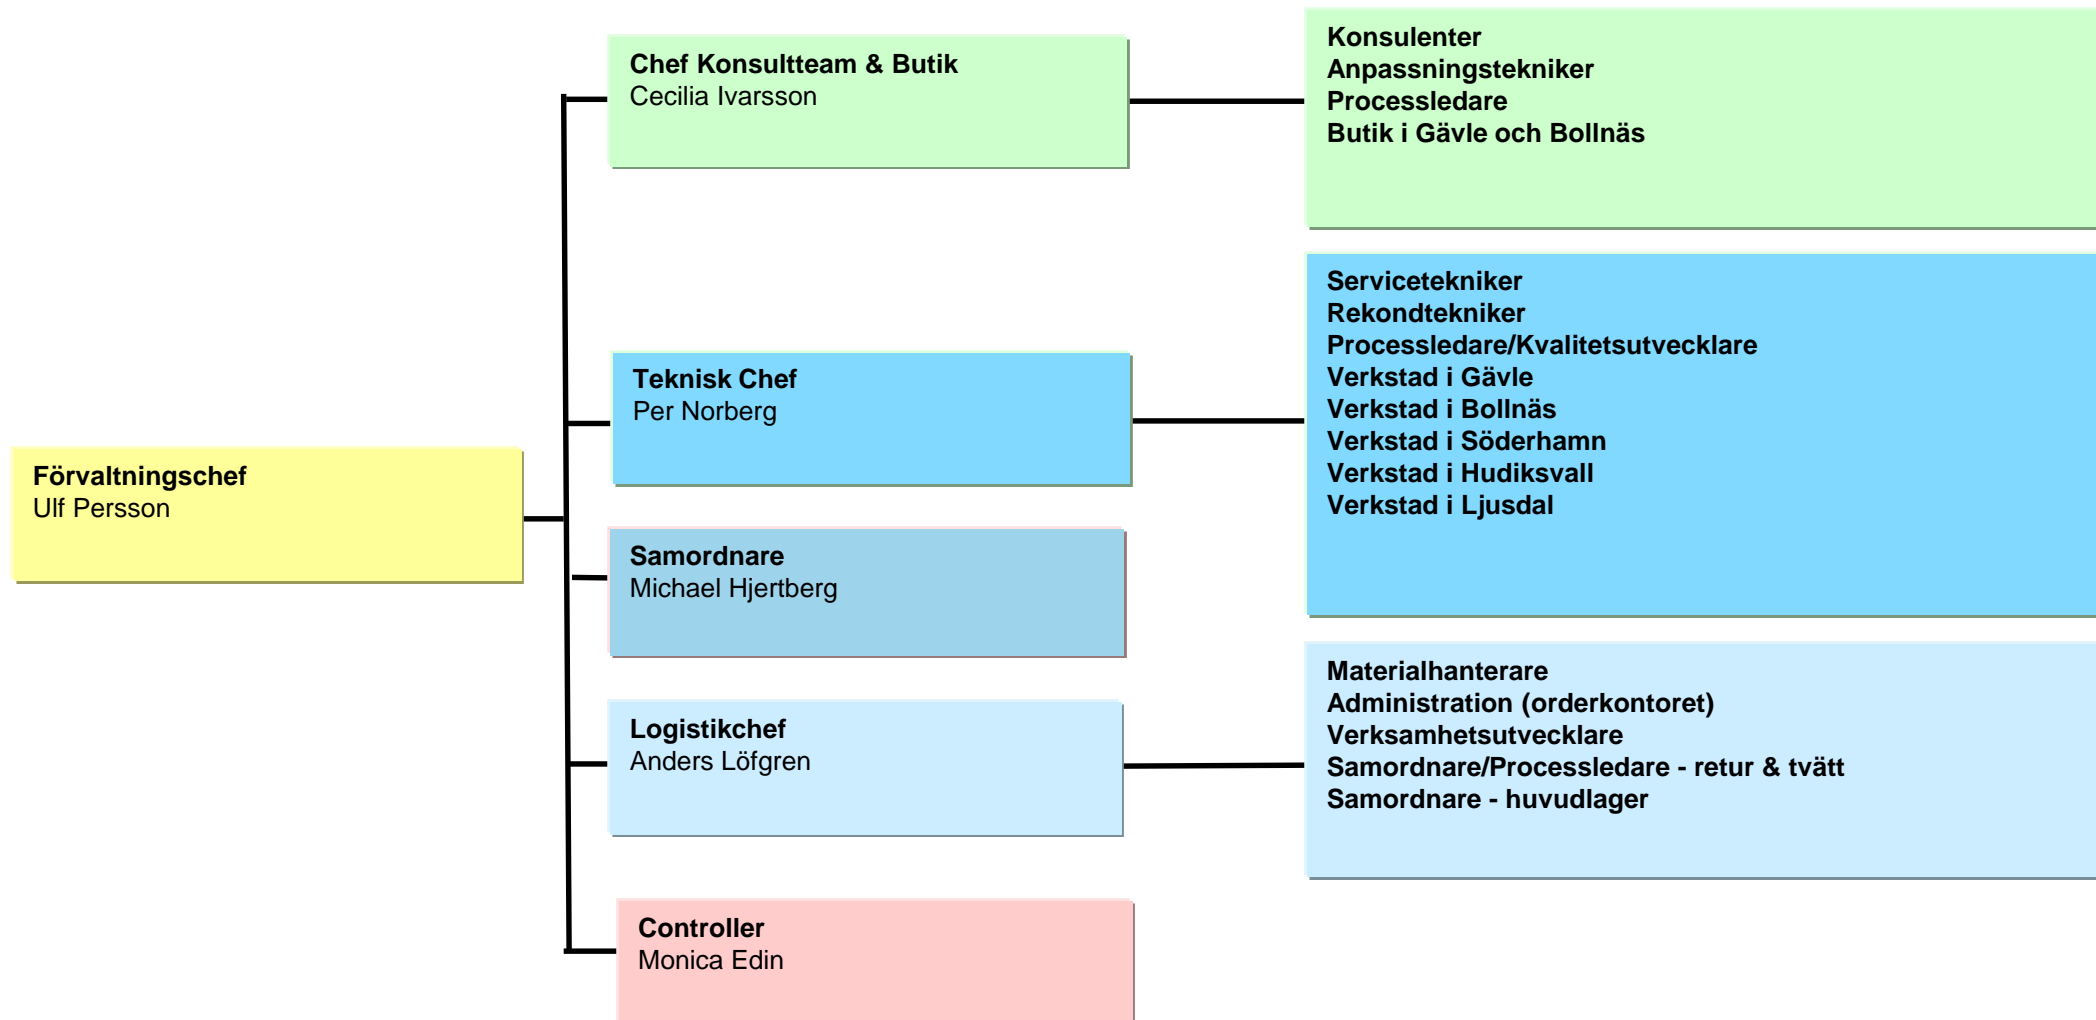 Förvaltningschef
Ulf Persson
Chef Konsultteam & Butik
Cecilia Ivarsson
Konsulenter
Anpassningstekniker
Processledare
Butik i Gävle och Bollnäs
Teknisk Chef
Per Norberg
Servicetekniker
Rekondtekniker
Processledare/Kvalitetsutvecklare
Verkstad i Gävle
Verkstad i Bollnäs
Verkstad i Söderhamn
Verkstad i Hudiksvall
Verkstad i Ljusdal
Samordnare
Michael Hjertberg
Logistikchef
Anders Löfgren
Materialhanterare
Administration (orderkontoret)
Verksamhetsutvecklare
Samordnare/Processledare - retur & tvätt
Samordnare - huvudlager
Controller
Monica Edin